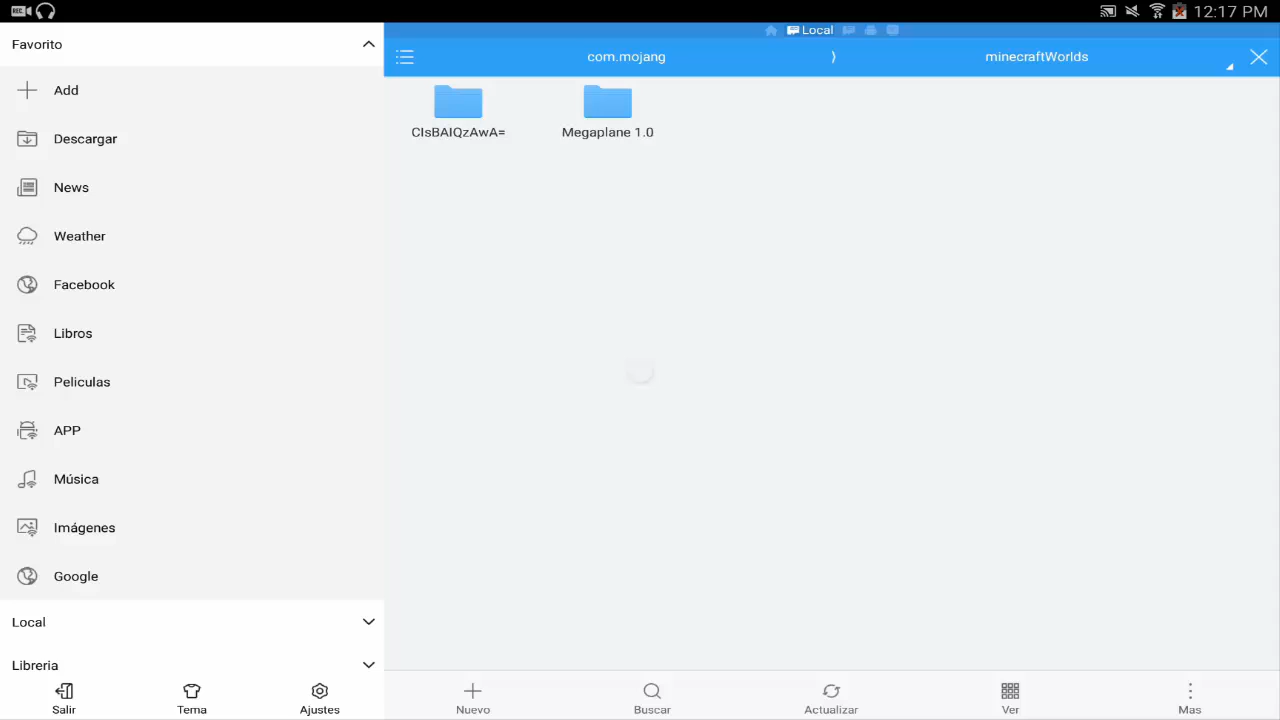 REC
12:17 PM
Favorito
Add
Descargar
News
Weather
Facebook
Libros
Peliculas
APP
Música
Imágenes
Google
Local
Libreria
Salir
Tema
Ajustes
Local
com.mojang
minecraftWorlds
CIsBAIQzAwA=
Megaplane 1.0
Nuevo
Buscar
Actualizar
Ver
Mas